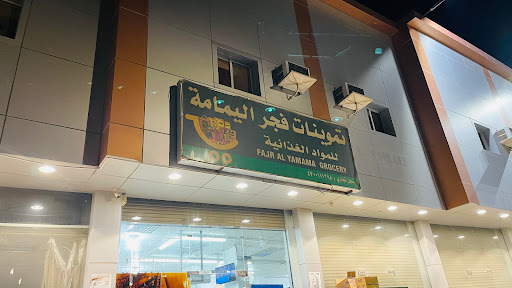 تموينات فجر اليمامة
للمواد الغذائية
FAJR AL YAMAMA GROCERY